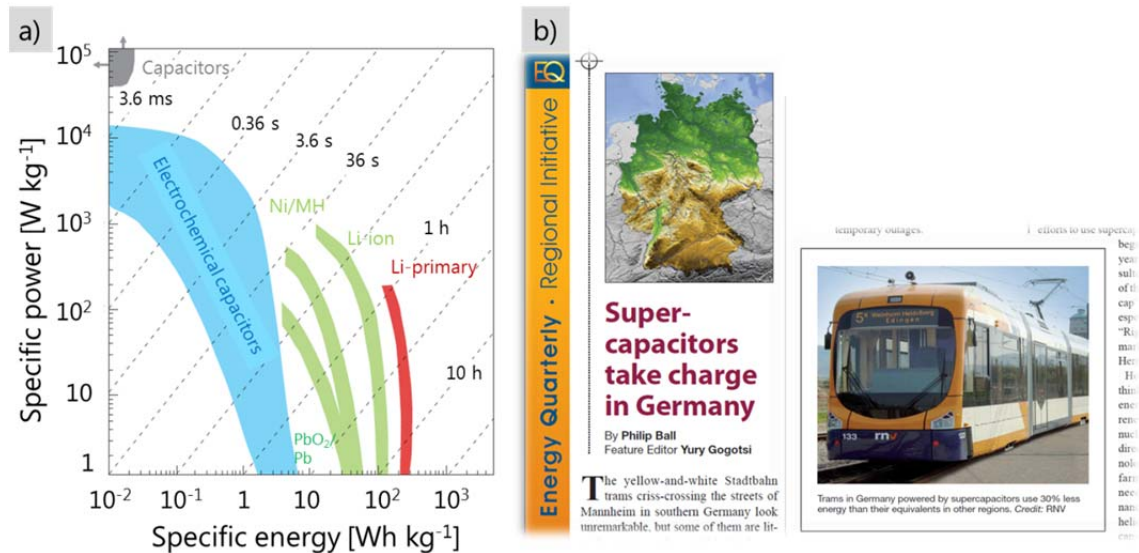 a)
10⁵
10⁴
10³
10²
10
1
Specific power [W kg⁻¹]
Capacitors
3.6 ms
0.36 s
3.6 s
36 s
1 h
10 h
Electrochemical capacitors
Ni/MH
Li-ion
Li-primary
PbO₂/
Pb
10⁻² 10⁻¹ 1 10 10² 10³
Specific energy [Wh kg⁻¹]
b)
EQ
Energy Quarterly · Regional Initiative
Super-
capacitors
take charge
in Germany
By Philip Ball
Feature Editor Yury Gogotsi
The yellow-and-white Stadtbahn
trams criss-crossing the streets of
Mannheim in southern Germany look
unremarkable, but some of them are lit-
temporary outages.
efforts to use supercap
5
Edingen
133
rnv
Trams in Germany powered by supercapacitors use 30% less
energy than their equivalents in other regions. Credit: RNV